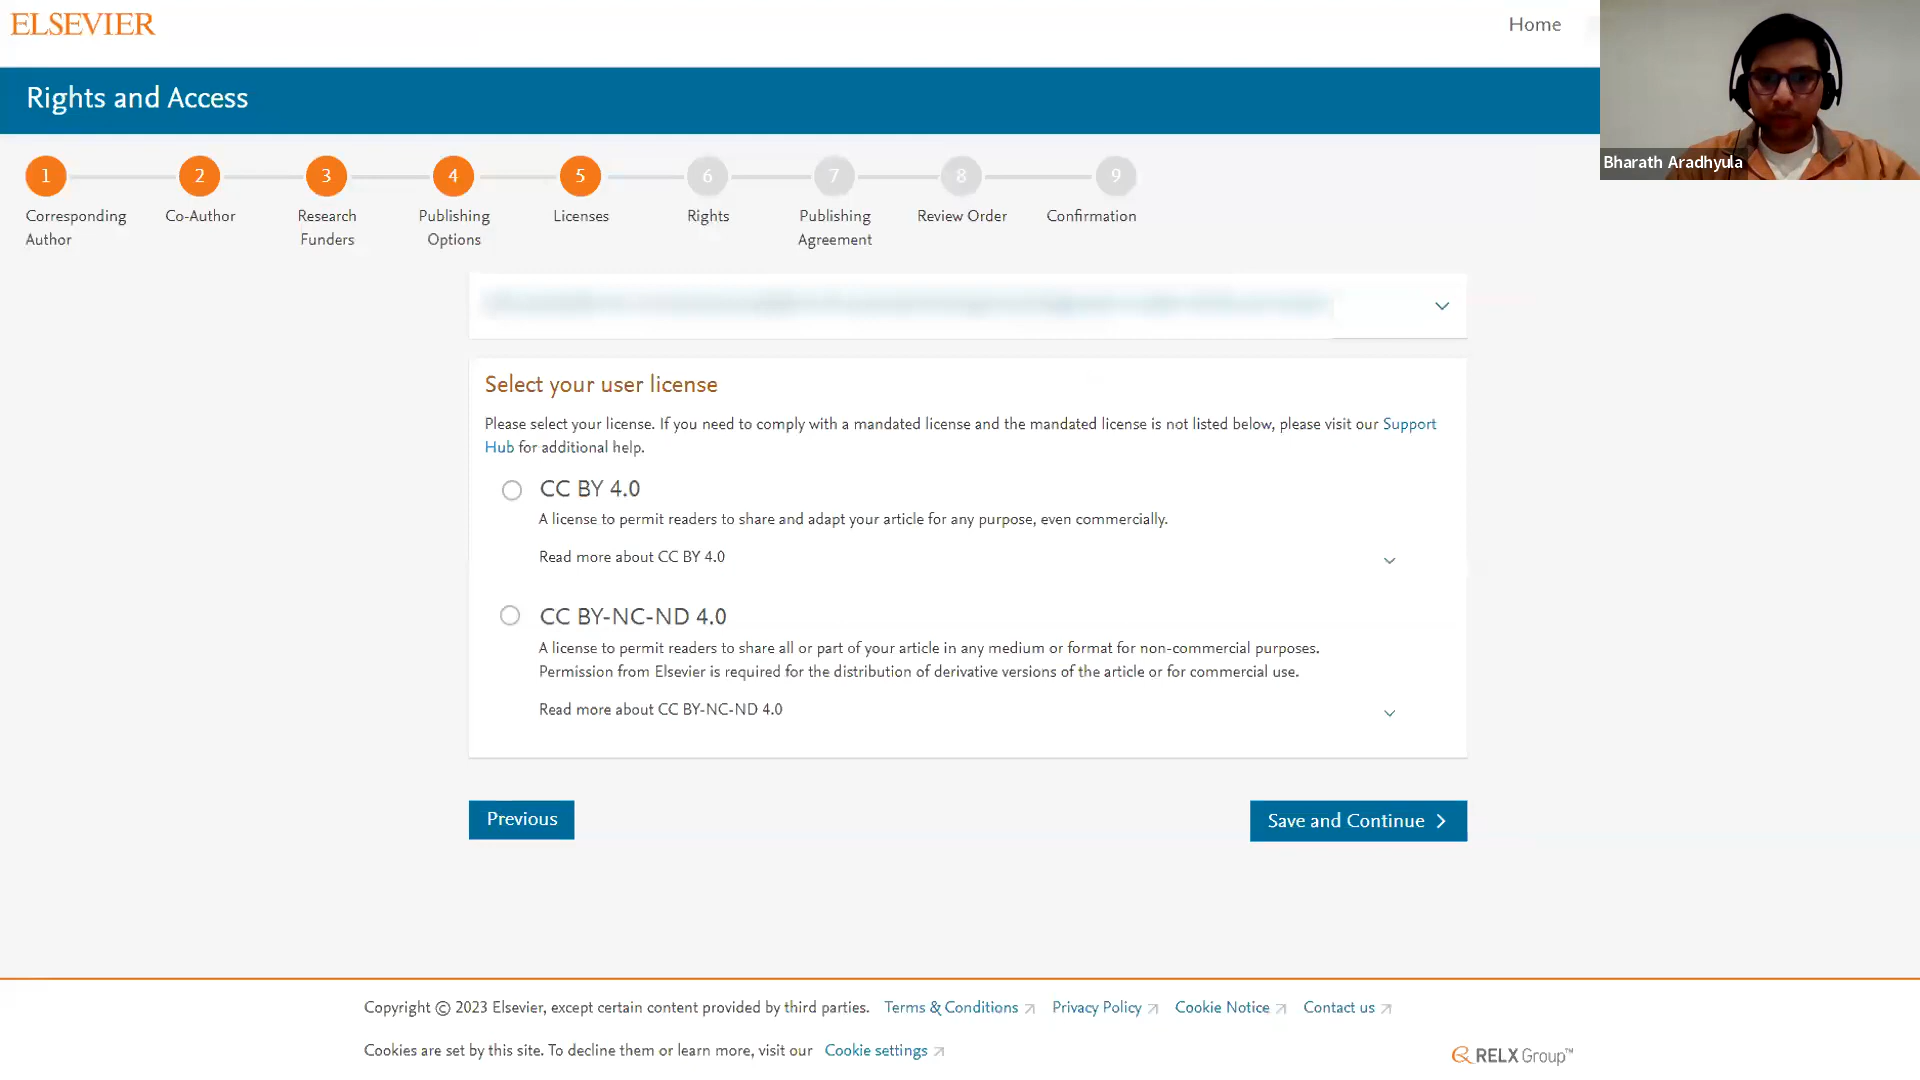 ELSEVIER
Home
Rights and Access
1 2 3 4 5 6 7 8 9
Corresponding Author
Co-Author
Research Funders
Publishing Options
Licenses
Rights
Publishing Agreement
Review Order
Confirmation
Bharath Aradhyula
Select your user license
Please select your license. If you need to comply with a mandated license and the mandated license is not listed below, please visit our Support
Hub for additional help.
CC BY 4.0
A license to permit readers to share and adapt your article for any purpose, even commercially.
Read more about CC BY 4.0
CC BY-NC-ND 4.0
A license to permit readers to share all or part of your article in any medium or format for non-commercial purposes.
Permission from Elsevier is required for the distribution of derivative versions of the article or for commercial use.
Read more about CC BY-NC-ND 4.0
Previous
Save and Continue
Copyright © 2023 Elsevier, except certain content provided by third parties. Terms & Conditions Privacy Policy Cookie Notice Contact us
Cookies are set by this site. To decline them or learn more, visit our Cookie settings
RELX Group™